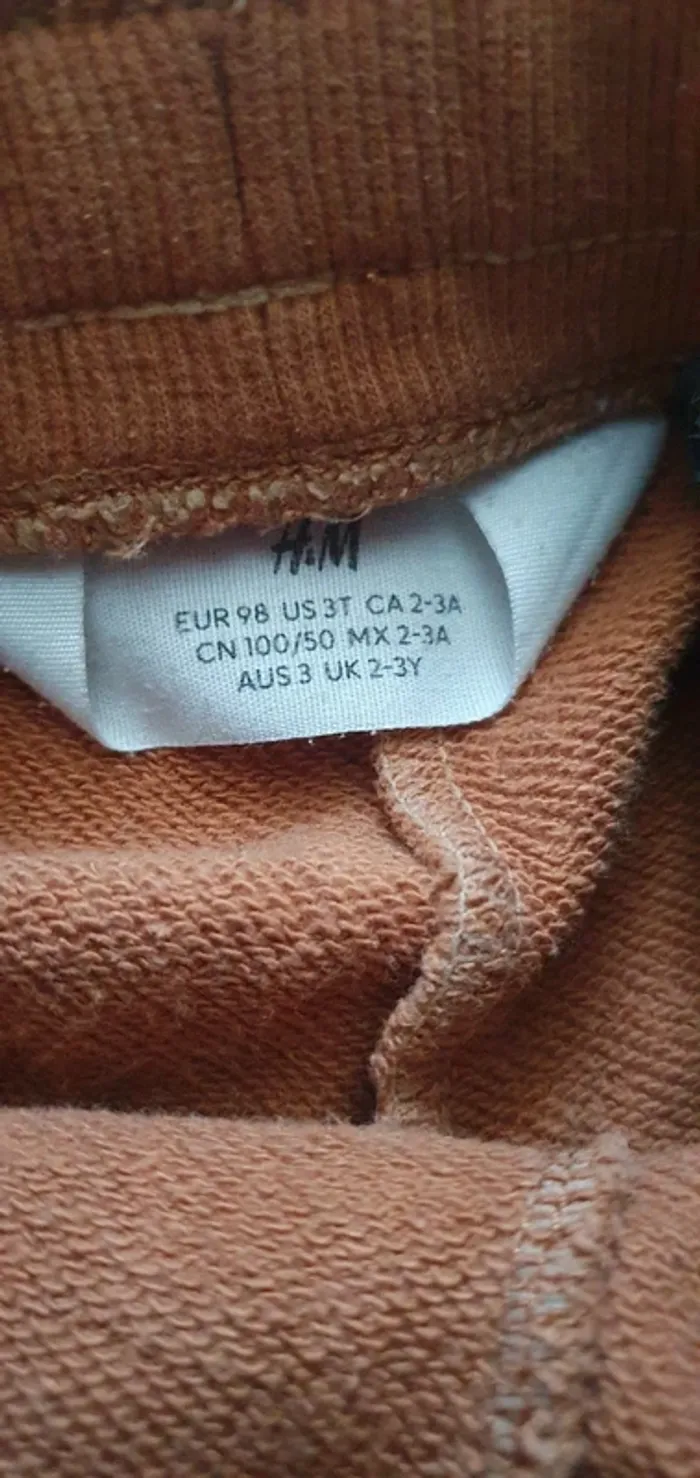 H&M
EUR 98 US 3T CA 2-3A
CN 100/50 MX 2-3A
AUS 3 UK 2-3Y